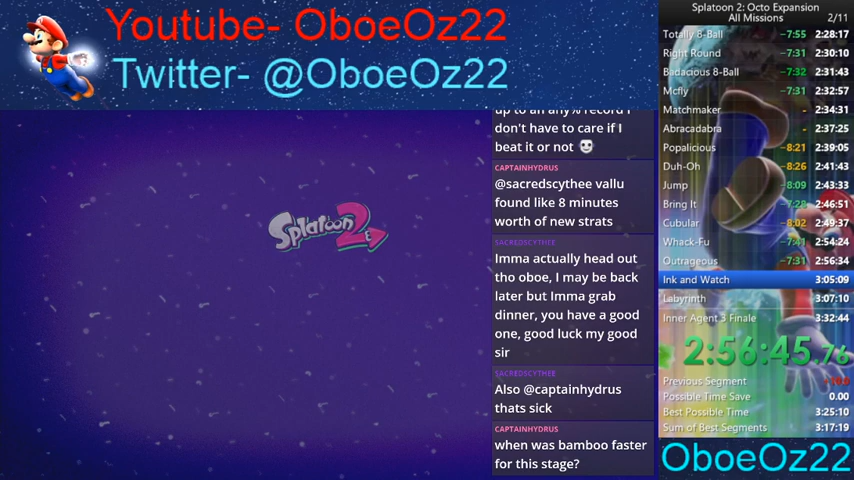 Youtube- OboeOz22
Twitter- @OboeOz22
Splatoon 2
up to an any% record I
don't have to care if I
beat it or not
CAPTAINHYDRUS
@sacredscythee vallu
found like 8 minutes
worth of new strats
SACREDSCYTHEE
Imma actually head out
tho oboe, I may be back
later but Imma grab
dinner, you have a good
one, good luck my good
sir
SACREDSCYTHEE
Also @captainhydrus
thats sick
CAPTAINHYDRUS
when was bamboo faster
for this stage?
Splatoon 2: Octo Expansion
All Missions 2/11
Totally 8-Ball -7:55 2:28:17
Right Round -7:31 2:30:10
Badacious 8-Ball -7:32 2:31:43
Mcfly -7:31 2:32:57
Matchmaker - 2:34:31
Abracadabra - 2:37:25
Popalicious -8:21 2:39:05
Duh-Oh -8:26 2:41:43
Jump -8:09 2:43:33
Bring It -7:28 2:46:51
Cubular -8:02 2:49:37
Whack-Fu -7:41 2:54:24
Outrageous -7:31 2:56:34
Ink and Watch 3:05:09
Labyrinth 3:07:10
Inner Agent 3 Finale 3:32:44
2:56:45.76
Previous Segment
Possible Time Save 0.00
Best Possible Time 3:25:10
Sum of Best Segments 3:17:19
OboeOz22